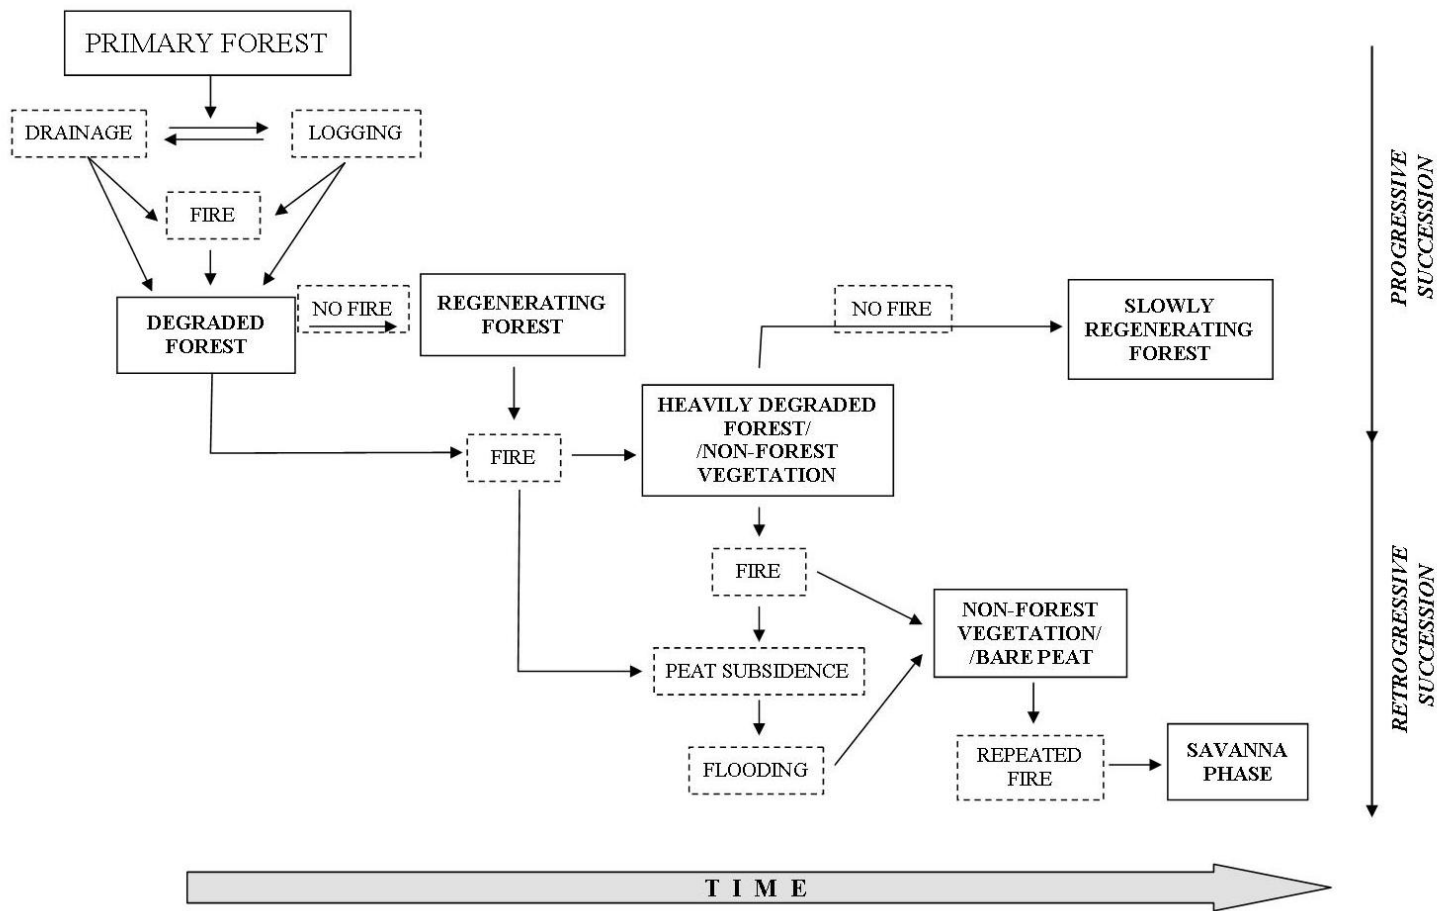 PRIMARY FOREST
DRAINAGE
LOGGING
FIRE
DEGRADED
FOREST
NO FIRE
REGENERATING
FOREST
NO FIRE
SLOWLY
REGENERATING
FOREST
FIRE
HEAVILY DEGRADED
FOREST/
/NON-FOREST
VEGETATION
FIRE
NON-FOREST
VEGETATION/
/BARE PEAT
PEAT SUBSIDENCE
FLOODING
REPEATED
FIRE
SAVANNA
PHASE
PROGRESSIVE
SUCCESSION
RETROGRESSIVE
SUCCESSION
TIME